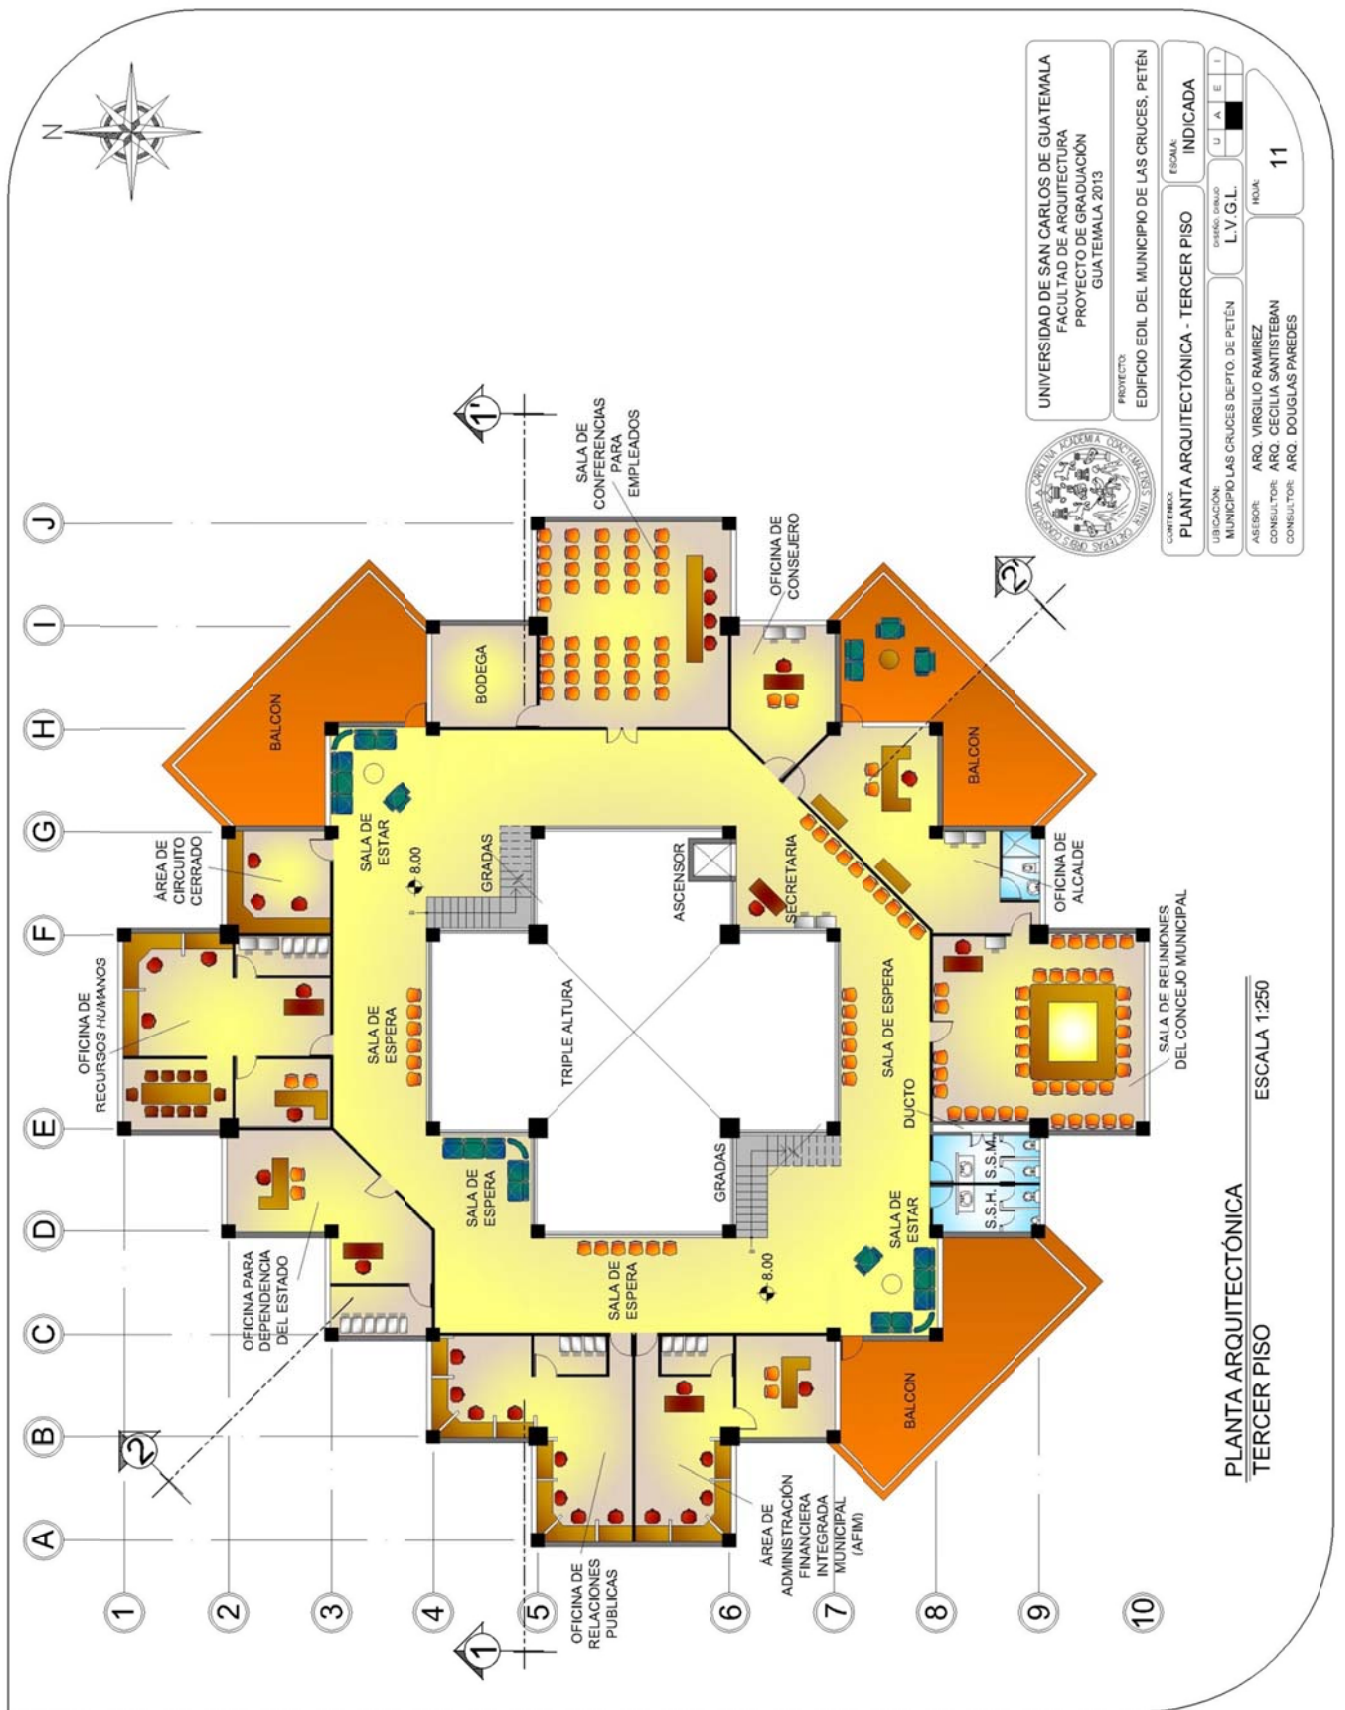 N
J
I
H
G
F
E
D
C
B
A
1
2
3
4
5
6
7
8
9
10
1'
1
2'
2
BALCON
BODEGA
SALA DE
CONFERENCIAS
PARA
EMPLEADOS
OFICINA DE
CONSEJERO
BALCON
ÁREA DE
CIRCUITO
CERRADO
SALA DE
ESTAR
8.00
GRADAS
ASCENSOR
SECRETARIA
OFICINA DE
ALCALDE
OFICINA DE
RECURSOS HUMANOS
SALA DE
ESPERA
TRIPLE ALTURA
SALA DE ESPERA
SALA DE REUNIONES
DEL CONCEJO MUNICIPAL
DUCTO
S.S.M.
S.S.H.
SALA DE
ESPERA
GRADAS
SALA DE
ESTAR
OFICINA PARA
DEPENDENCIA
DEL ESTADO
SALA DE
ESPERA
8.00
BALCON
OFICINA DE
RELACIONES
PUBLICAS
ÁREA DE
ADMINISTRACIÓN
FINANCIERA
INTEGRADA
MUNICIPAL
(AFIM)
PLANTA ARQUITECTÓNICA
TERCER PISO
ESCALA 1:250
UNIVERSIDAD DE SAN CARLOS DE GUATEMALA
FACULTAD DE ARQUITECTURA
PROYECTO DE GRADUACIÓN
GUATEMALA 2013
PROYECTO:
EDIFICIO EDIL DEL MUNICIPIO DE LAS CRUCES, PETÉN
CONTENIDO:
PLANTA ARQUITECTÓNICA - TERCER PISO
ESCALA:
INDICADA
UBICACIÓN:
MUNICIPIO LAS CRUCES DEPTO. DE PETÉN
DISEÑO, DIBUJO
L.V.G.L.
U A E I
ASESOR: ARQ. VIRGILIO RAMIREZ
CONSULTOR: ARQ. CECILIA SANTISTEBAN
CONSULTOR: ARQ. DOUGLAS PAREDES
HOJA:
11